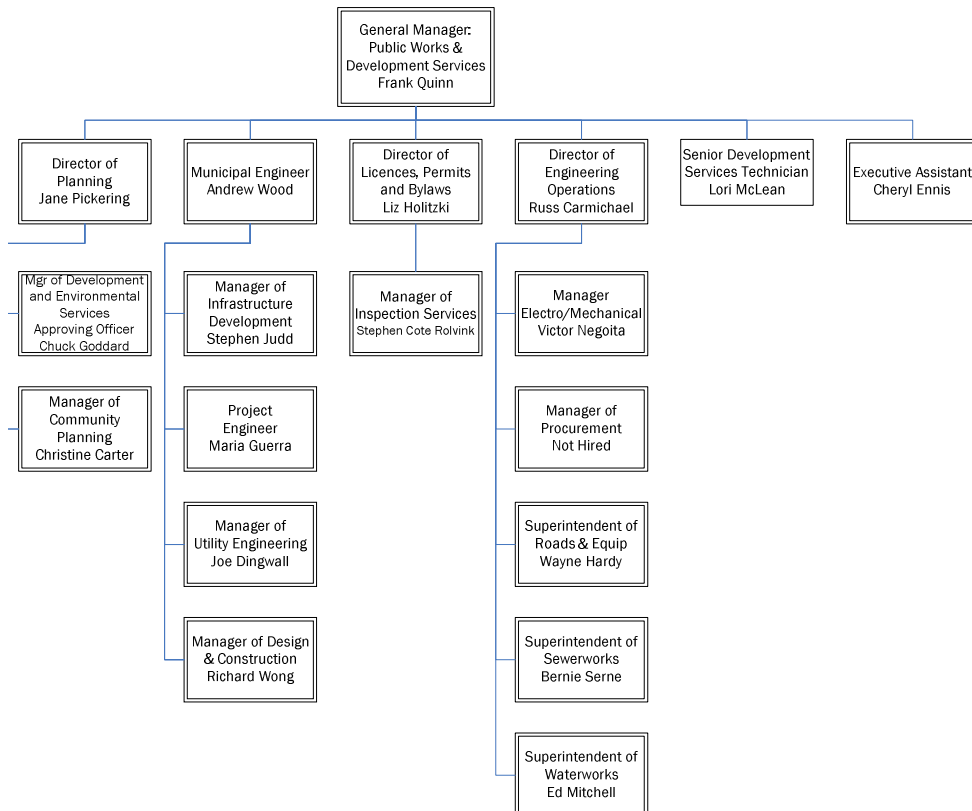 General Manager:
Public Works &
Development Services
Frank Quinn
Director of
Planning
Jane Pickering
Municipal Engineer
Andrew Wood
Director of
Licences, Permits
and Bylaws
Liz Holitzki
Director of
Engineering
Operations
Russ Carmichael
Senior Development
Services Technician
Lori McLean
Executive Assistant
Cheryl Ennis
Mgr of Development
and Environmental
Services
Approving Officer
Chuck Goddard
Manager of
Infrastructure
Development
Stephen Judd
Manager of
Inspection Services
Stephen Cote Rolvink
Manager
Electro/Mechanical
Victor Negoita
Manager of
Community
Planning
Christine Carter
Project
Engineer
Maria Guerra
Manager of
Procurement
Not Hired
Manager of
Utility Engineering
Joe Dingwall
Superintendent of
Roads & Equip
Wayne Hardy
Manager of Design
& Construction
Richard Wong
Superintendent of
Sewerworks
Bernie Serne
Superintendent of
Waterworks
Ed Mitchell